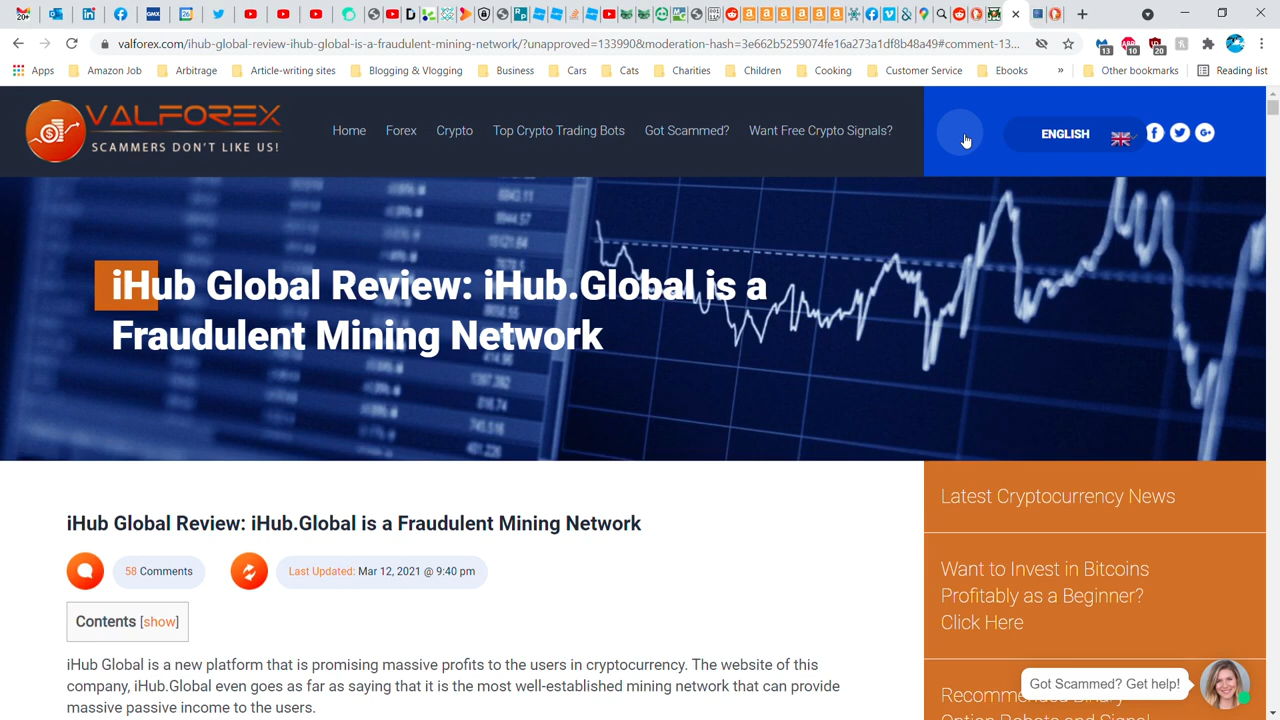 valforex.com/ihub-global-review-ihub-global-is-a-fraudulent-mining-network/?unapproved=133990&moderation-hash=
Apps Amazon Job Arbitrage Article-writing sites Blogging & Vlogging Business Cars Cats Charities Children Cooking Customer Service Ebooks » Other bookmarks Reading list
VALFOREX
SCAMMERS DON'T LIKE US!
Home Forex Crypto Top Crypto Trading Bots Got Scammed? Want Free Crypto Signals?
ENGLISH
iHub Global Review: iHub.Global is a
Fraudulent Mining Network
iHub Global Review: iHub.Global is a Fraudulent Mining Network
58 Comments
Last Updated: Mar 12, 2021 @ 9:40 pm
Contents [show]
iHub Global is a new platform that is promising massive profits to the users in cryptocurrency. The website of this
company, iHub.Global even goes as far as saying that it is the most well-established mining network that can provide
massive passive income to the users.
Latest Cryptocurrency News
Want to Invest in Bitcoins
Profitably as a Beginner?
Click Here
Recommended Binary
Option Robots and Signal
Got Scammed? Get help!